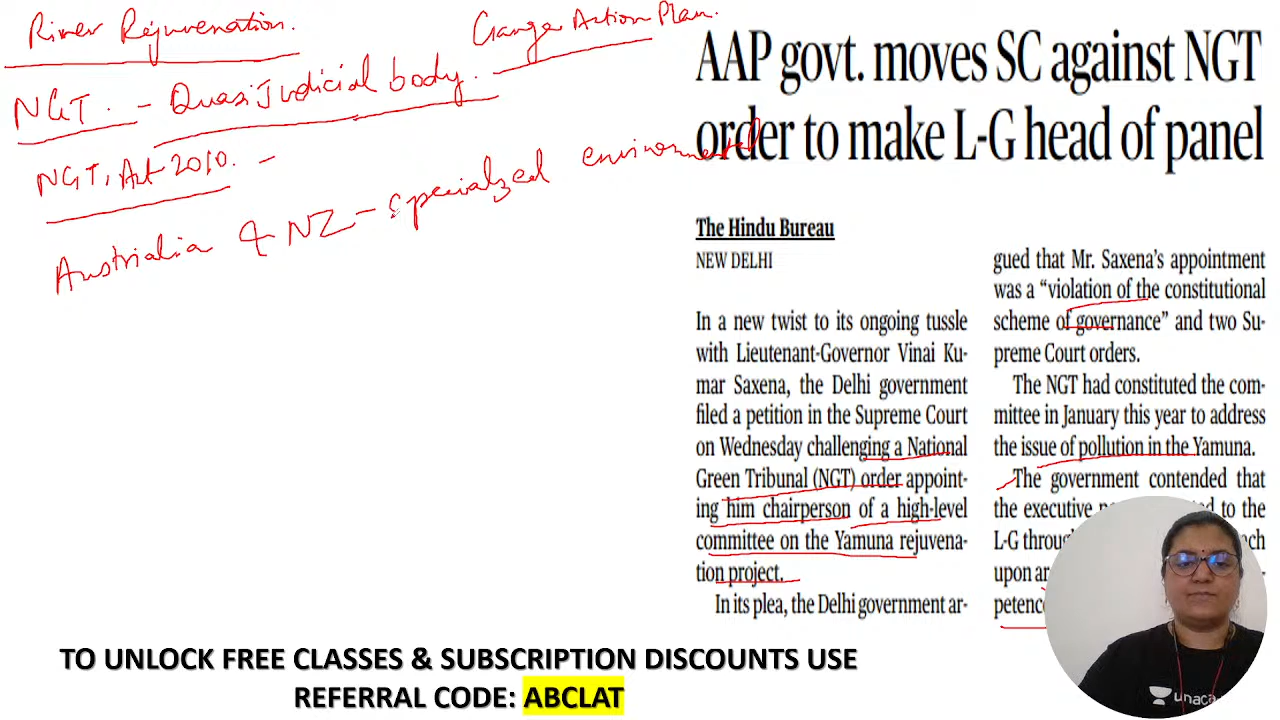 River Rejuvenation.
Ganga Action Plan.
NGT. - Quasi Judicial body.
NGT, Act 2010. -
Austrialia & NZ - specialized environmental
AAP govt. moves SC against NGT
order to make L-G head of panel
The Hindu Bureau
NEW DELHI
In a new twist to its ongoing tussle
with Lieutenant-Governor Vinai Ku-
mar Saxena, the Delhi government
filed a petition in the Supreme Court
on Wednesday challenging a National
Green Tribunal (NGT) order appoint-
ing him chairperson of a high-level
committee on the Yamuna rejuvena-
tion project.
In its plea, the Delhi government ar-
gued that Mr. Saxena's appointment
was a “violation of the constitutional
scheme of governance” and two Su-
preme Court orders.
The NGT had constituted the com-
mittee in January this year to address
the issue of pollution in the Yamuna.
The government contended that
the executive to the
L-G
upon
TO UNLOCK FREE CLASSES & SUBSCRIPTION DISCOUNTS USE
REFERRAL CODE: ABCLAT